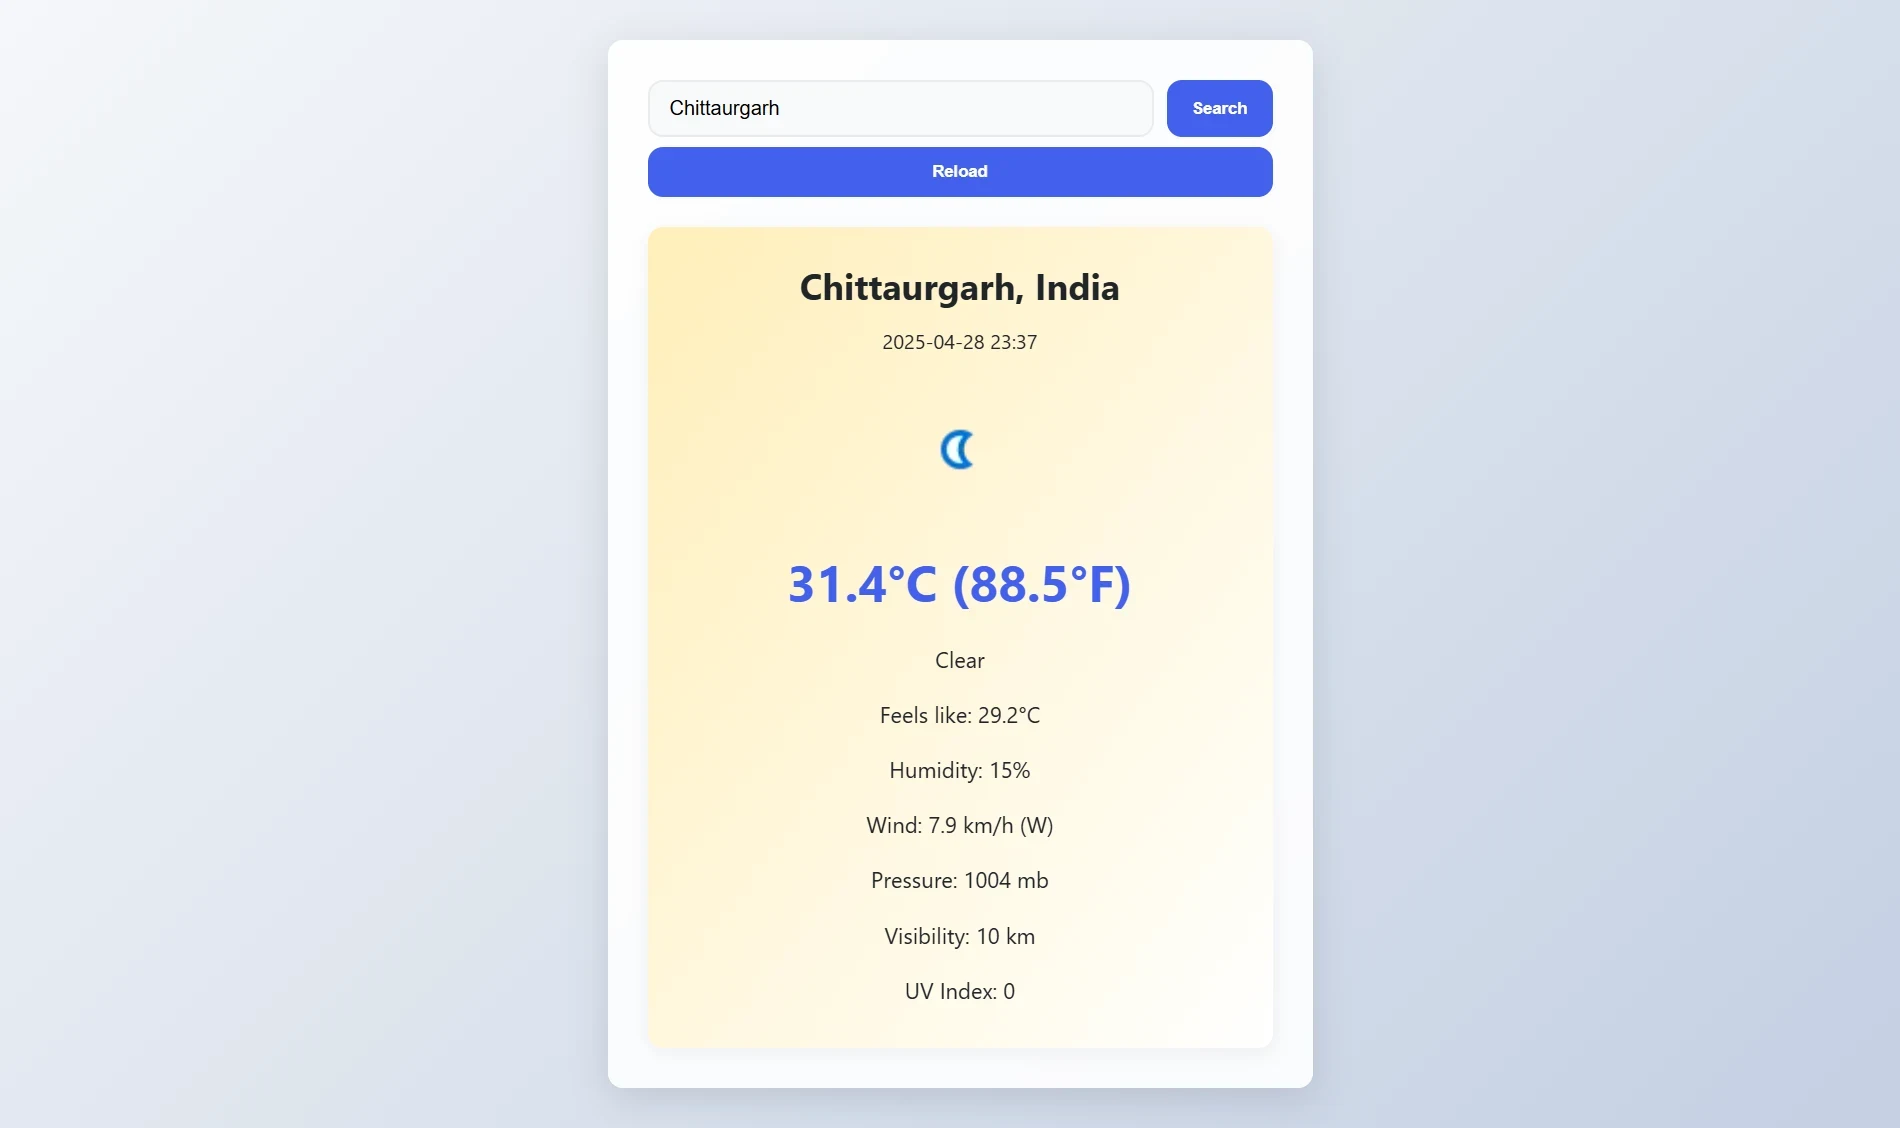 Chittaurgarh
Search
Reload
Chittaurgarh, India
2025-04-28 23:37
31.4°C (88.5°F)
Clear
Feels like: 29.2°C
Humidity: 15%
Wind: 7.9 km/h (W)
Pressure: 1004 mb
Visibility: 10 km
UV Index: 0